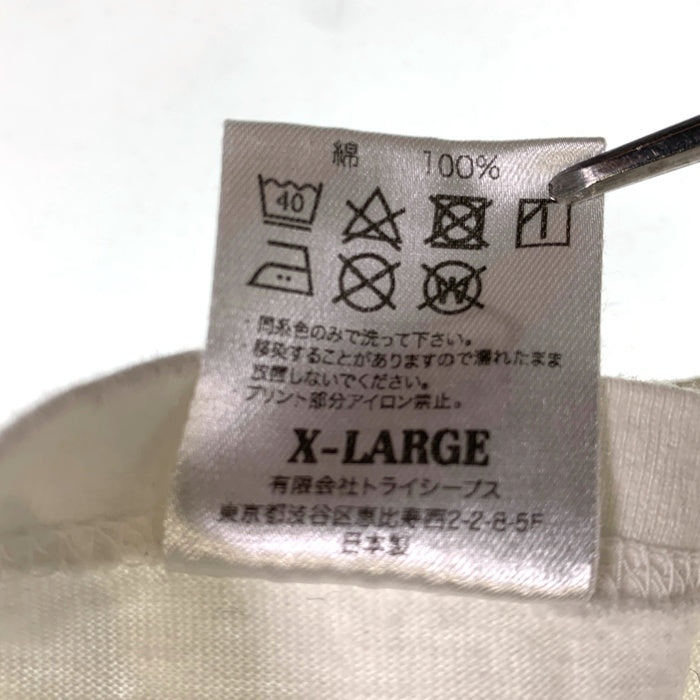 綿 100%
40
W
・同系色のみで洗って下さい。
・移染することがありますので濡れたまま
放置しないでください。
プリント部分アイロン禁止。
X-LARGE
有限会社トライシープス
東京都渋谷区恵比寿西2-2-8-5F
日本製